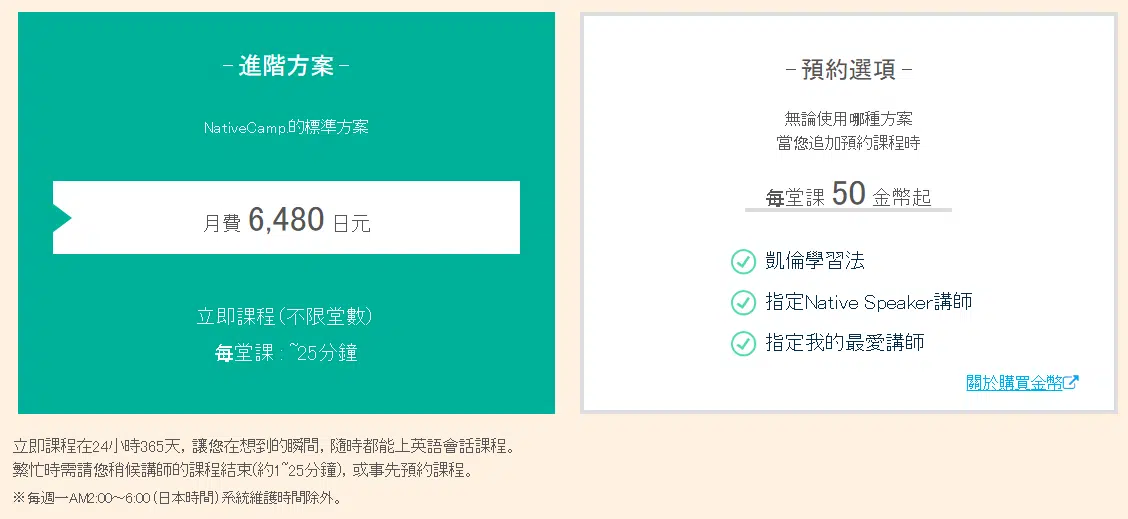 – 進階方案 –
NativeCamp.的標準方案
月費 6,480 日元
立即課程(不限堂數)
每堂課 : ~25分鐘
– 預約選項 –
無論使用哪種方案
當您追加預約課程時
每堂課 50 金幣起
凱倫學習法
指定Native Speaker講師
指定我的最愛講師
關於購買金幣
立即課程在24小時365天, 讓您在想到的瞬間, 隨時都能上英語會話課程。
繁忙時需請您稍候講師的課程結束(約1~25分鐘), 或事先預約課程。
※每週一AM2:00～6:00 (日本時間) 系統維護時間除外。